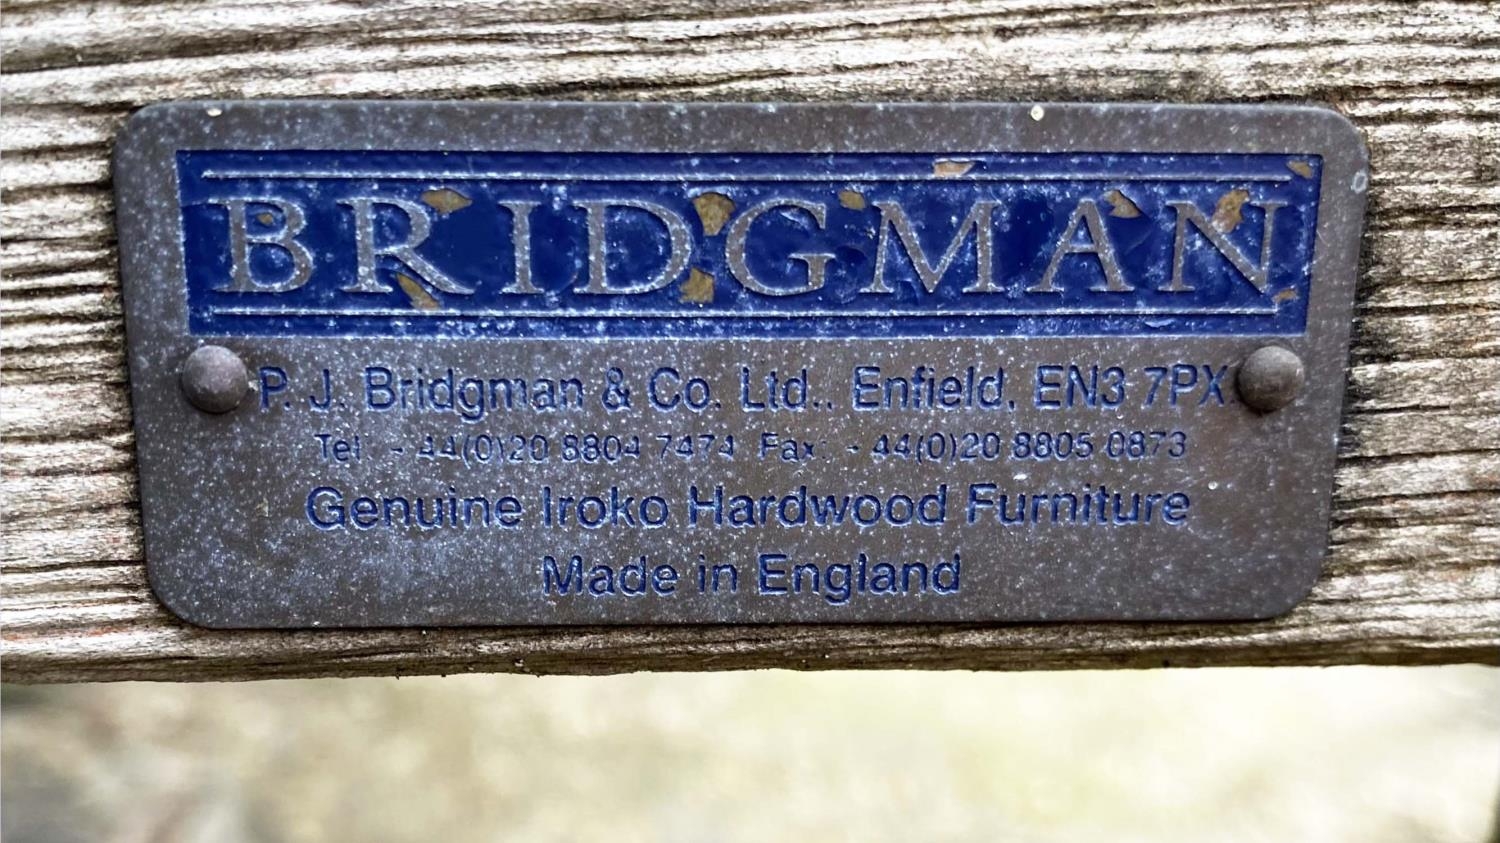 BRIDGMAN
P. J. Bridgman & Co. Ltd., Enfield, EN3 7PX
Tel: + 44(0)20 8804 7474 Fax: + 44(0)20 8805 0873
Genuine Iroko Hardwood Furniture
Made in England